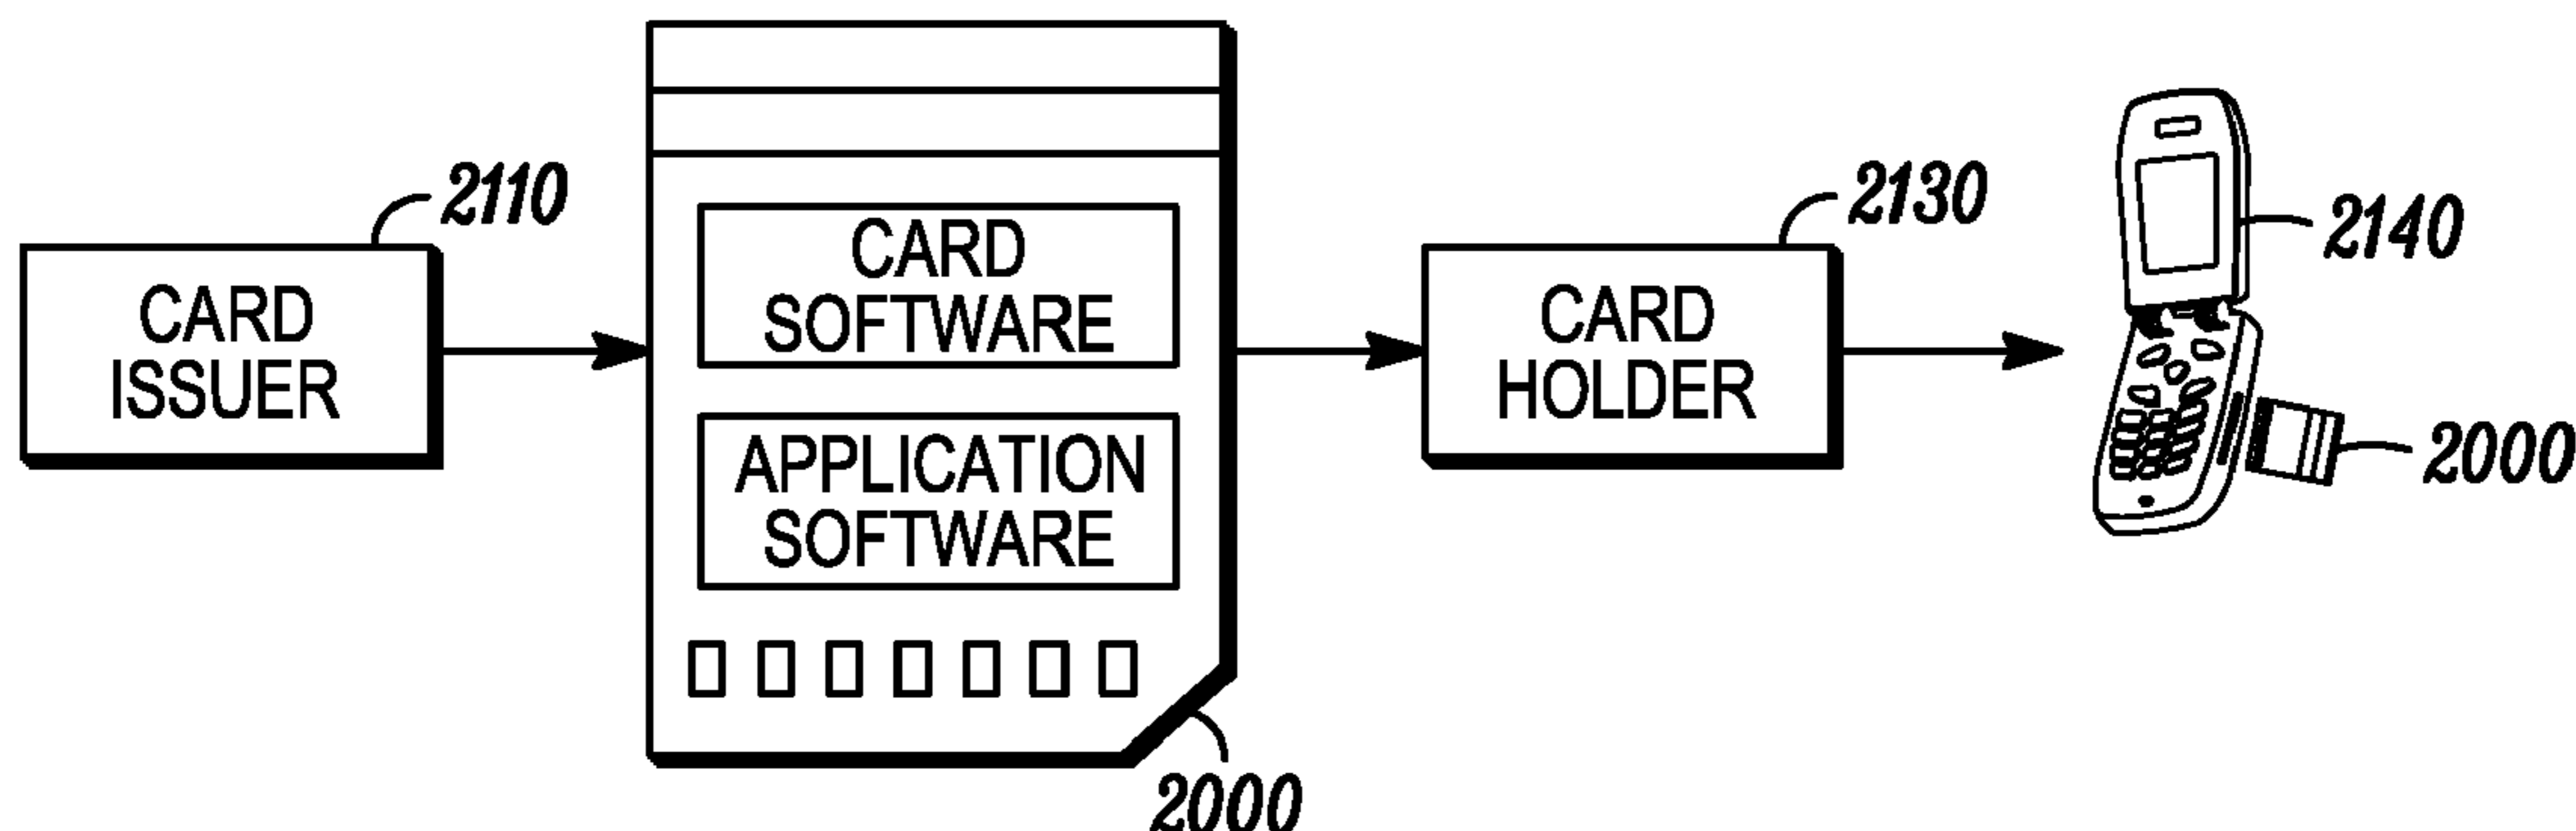 2110
CARD
ISSUER
CARD
SOFTWARE
APPLICATION
SOFTWARE
2000
2130
CARD
HOLDER
2140
2000